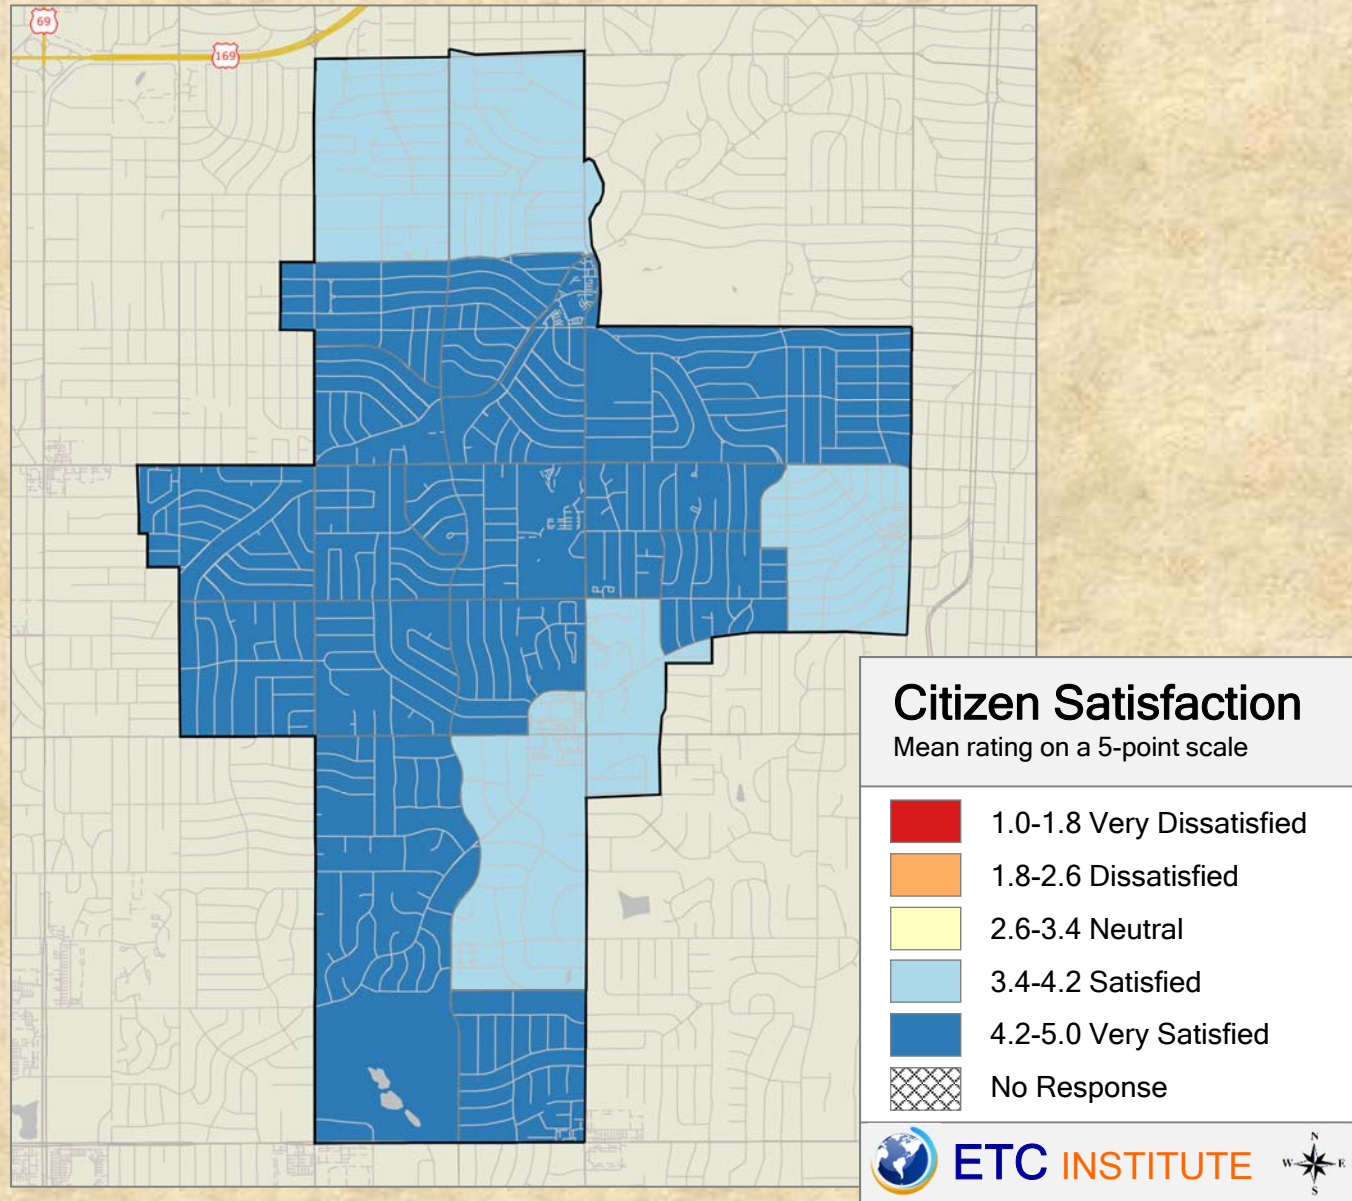 69
169
Citizen Satisfaction
Mean rating on a 5-point scale
1.0-1.8 Very Dissatisfied
1.8-2.6 Dissatisfied
2.6-3.4 Neutral
3.4-4.2 Satisfied
4.2-5.0 Very Satisfied
No Response
ETC INSTITUTE
N
W E
S